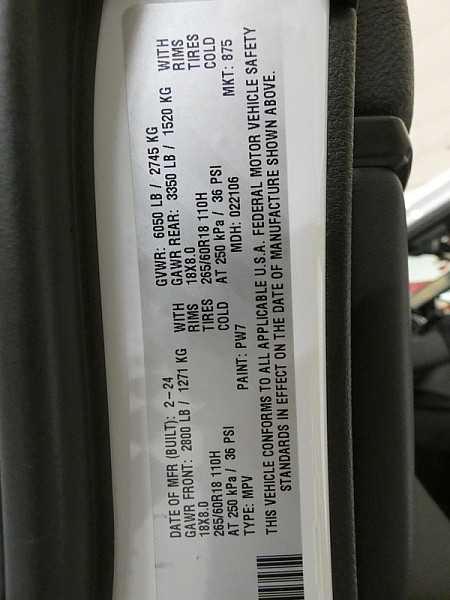 DATE OF MFR (BUILT): 2-24 GVWR: 6050 LB / 2745 KG
GAWR FRONT: 2800 LB / 1271 KG WITH GAWR REAR: 3350 LB / 1520 KG WITH
18X8.0 RIMS 18X8.0 RIMS
265/60R18 110H TIRES 265/60R18 110H TIRES
AT 250 kPa / 36 PSI COLD AT 250 kPa / 36 PSI COLD
TYPE: MPV PAINT: PW7 MDH: 022106 MKT: 875
THIS VEHICLE CONFORMS TO ALL APPLICABLE U.S.A. FEDERAL MOTOR VEHICLE SAFETY
STANDARDS IN EFFECT ON THE DATE OF MANUFACTURE SHOWN ABOVE.